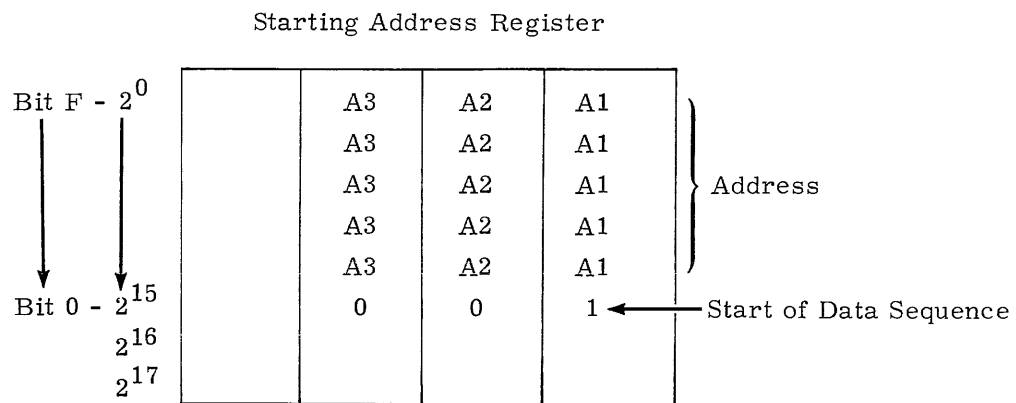 Starting Address Register
Bit F - 2^0 A3 A2 A1
A3 A2 A1
A3 A2 A1
Address
A3 A2 A1
A3 A2 A1
Bit 0 - 2^15 0 0 1 Start of Data Sequence
2^16
2^17